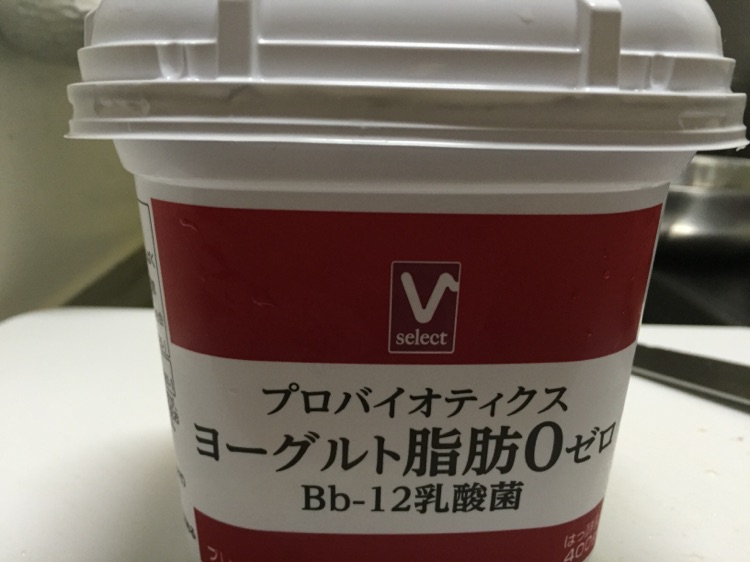 V
select
プロバイオティクス
ヨーグルト脂肪0ゼロ
Bb-12乳酸菌